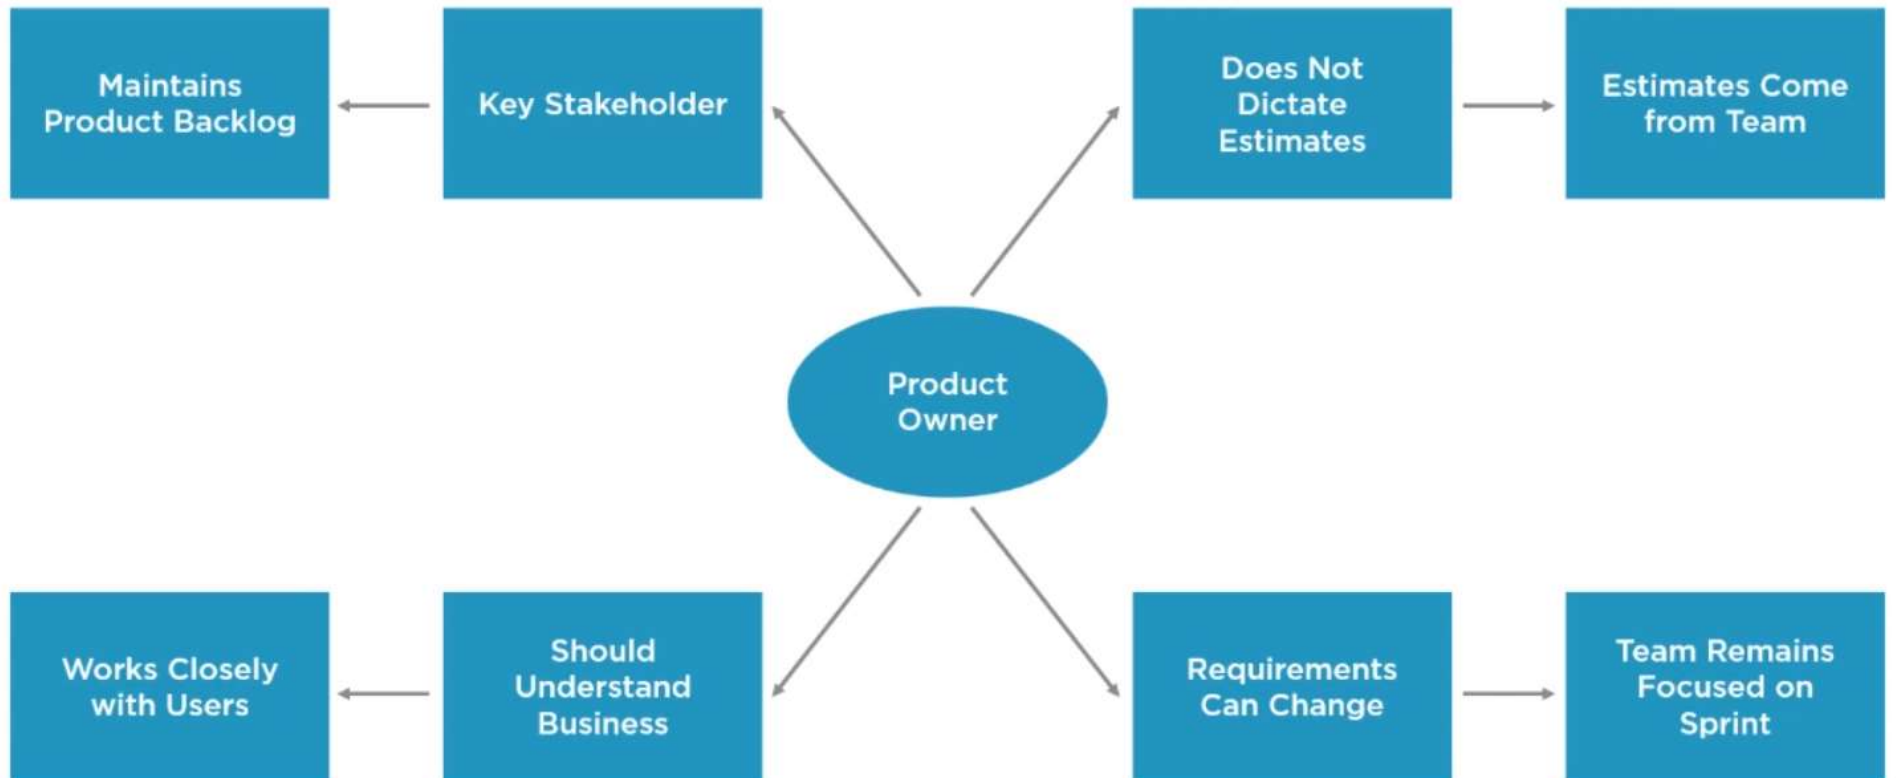 Maintains
Product Backlog
Key Stakeholder
Does Not
Dictate
Estimates
Estimates Come
from Team
Product
Owner
Works Closely
with Users
Should
Understand
Business
Requirements
Can Change
Team Remains
Focused on
Sprint